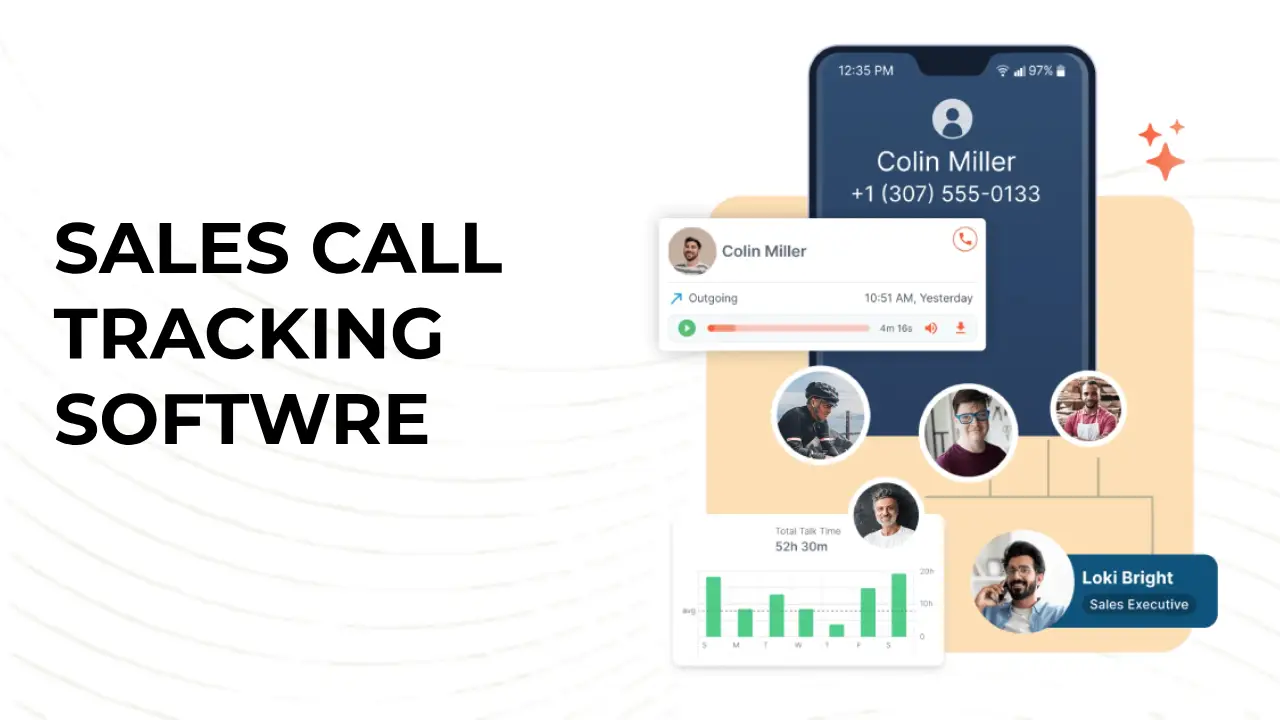 SALES CALL
TRACKING
SOFTWRE
12:35 PM
97%
Colin Miller
+1 (307) 555-0133
Colin Miller
Outgoing
10:51 AM, Yesterday
4m 16s
Total Talk Time
52h 30m
20h
avg
10h
0
S M T W T F S
Loki Bright
Sales Executive